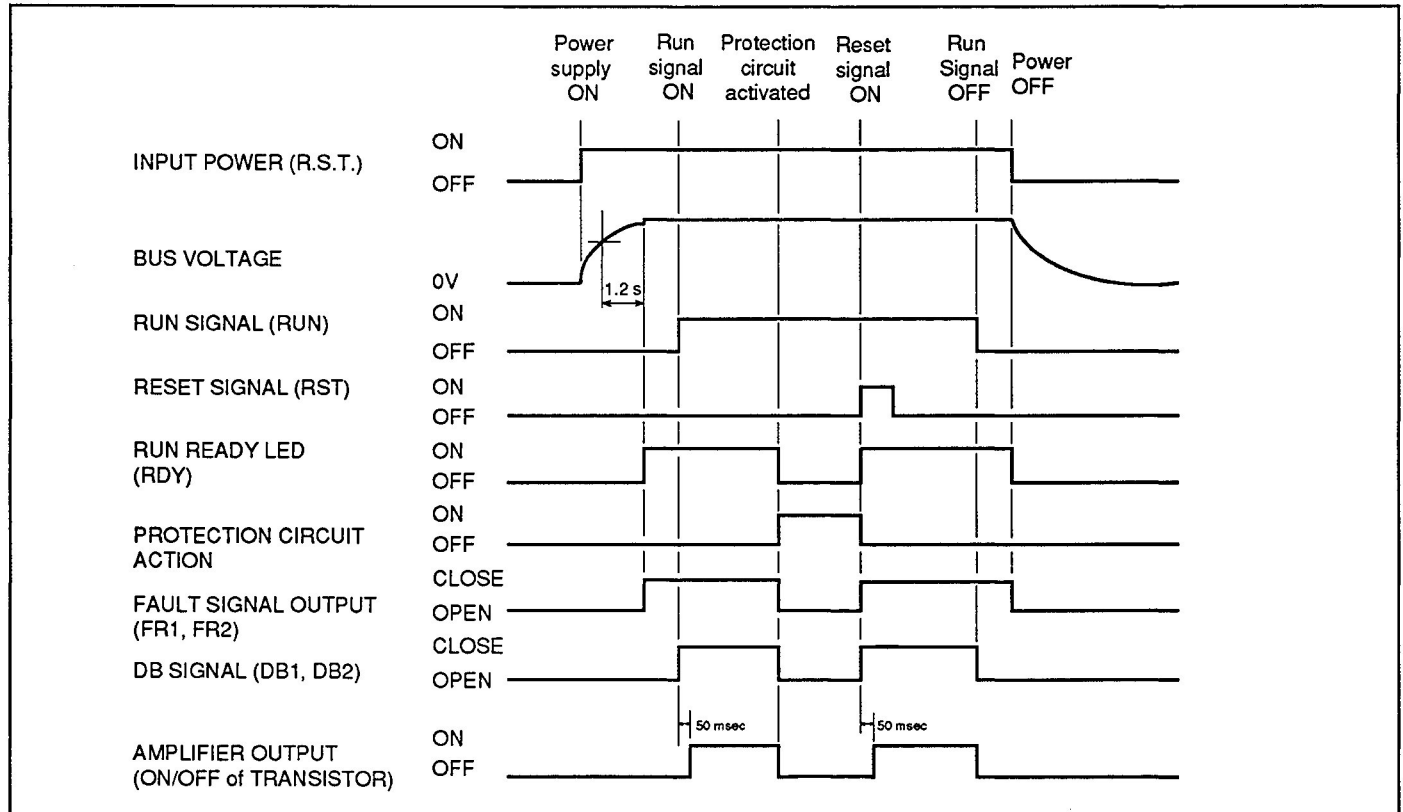 Power supply ON
Run signal ON
Protection circuit activated
Reset signal ON
Run Signal OFF
Power OFF
INPUT POWER (R.S.T.)
ON
OFF
BUS VOLTAGE
0V
1.2 s
RUN SIGNAL (RUN)
ON
OFF
RESET SIGNAL (RST)
ON
OFF
RUN READY LED
(RDY)
ON
OFF
PROTECTION CIRCUIT
ACTION
ON
OFF
FAULT SIGNAL OUTPUT
(FR1, FR2)
CLOSE
OPEN
DB SIGNAL (DB1, DB2)
CLOSE
OPEN
50 msec
50 msec
AMPLIFIER OUTPUT
(ON/OFF of TRANSISTOR)
ON
OFF